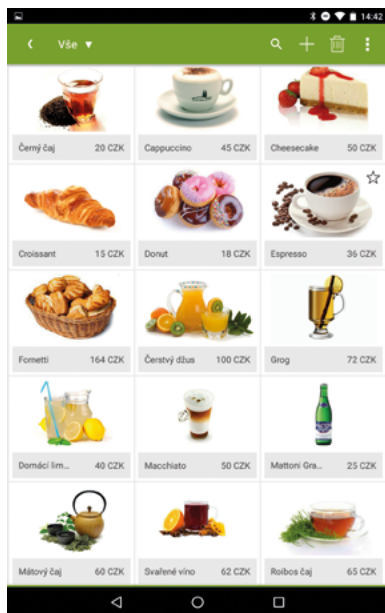 14:42
Vše ▼
Černý čaj 20 CZK
Cappuccino 45 CZK
Cheesecake 50 CZK
Croissant 15 CZK
Donut 18 CZK
Espresso 36 CZK
Fornetti 164 CZK
Čerstvý džus 100 CZK
Grog 72 CZK
Domácí lim... 40 CZK
Macchiato 50 CZK
Mattoni Gra... 25 CZK
Mátový čaj 60 CZK
Svařené víno 62 CZK
Roibos čaj 65 CZK